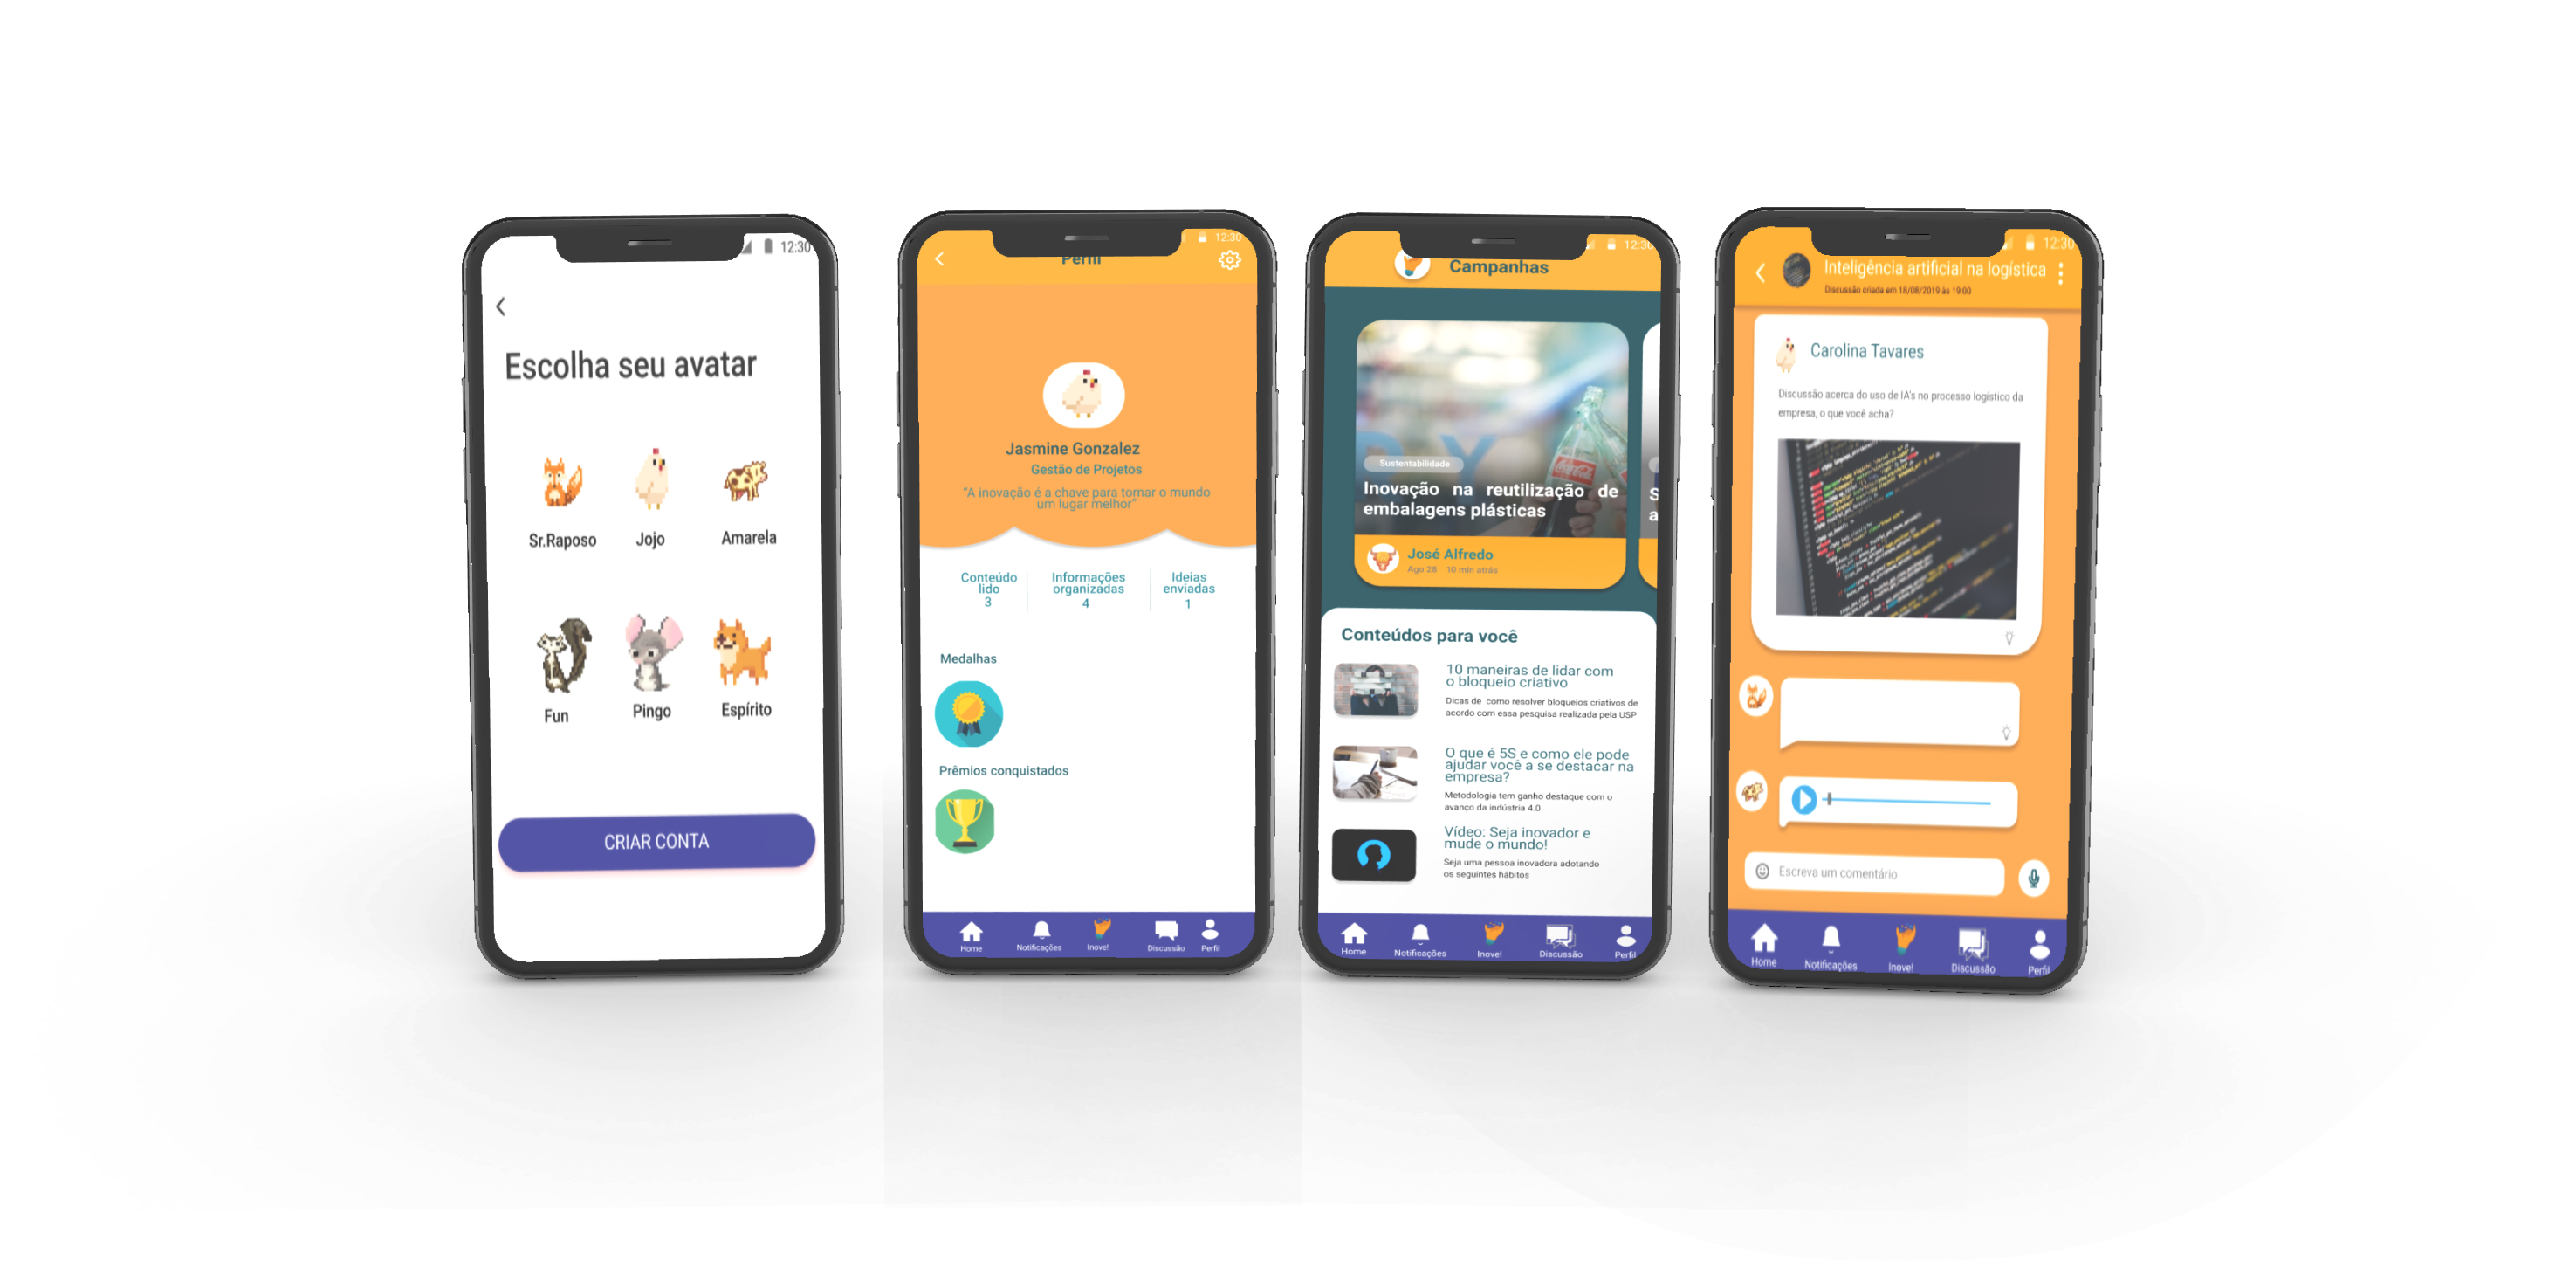 12:30
Escolha seu avatar
Sr.Raposo
Jojo
Amarela
Fun
Pingo
Espírito
CRIAR CONTA
12:30
Perfil
Jasmine Gonzalez
Gestão de Projetos
"A inovação é a chave para tornar o mundo
um lugar melhor"
Conteúdo
lido
3
Informações
organizadas
4
Ideias
enviadas
1
Medalhas
Prêmios conquistados
Home
Notificações
Inove!
Discussão
Perfil
12:30
Campanhas
Sustentabilidade
Inovação na reutilização de
embalagens plásticas
S
a
Coca-Cola
José Alfredo
Ago 28 10 min atrás
Conteúdos para você
10 maneiras de lidar com
o bloqueio criativo
Dicas de como resolver bloqueios criativos de
acordo com essa pesquisa realizada pela USP
O que é 5S e como ele pode
ajudar você a se destacar na
empresa?
Metodologia tem ganho destaque com o
avanço da indústria 4.0
Vídeo: Seja inovador e
mude o mundo!
Seja uma pessoa inovadora adotando
os seguintes hábitos
Home
Notificações
Inove!
Discussão
Perfil
12:30
Inteligência artificial na logística
Discussão criada em 18/08/2019 às 19:00
Carolina Tavares
Discussão acerca do uso de IA's no processo logístico da
empresa, o que você acha?
Escreva um comentário
Home
Notificações
Inove!
Discussão
Perfil